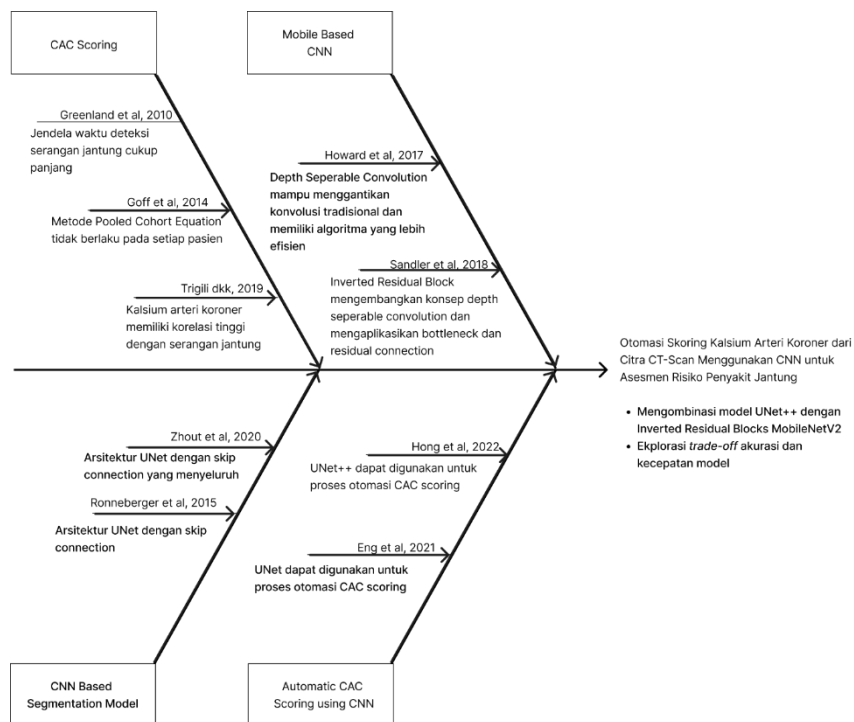 CAC Scoring
Mobile Based
CNN
Greenland et al, 2010
Jendela waktu deteksi
serangan jantung cukup
panjang
Goff et al, 2014
Metode Pooled Cohort Equation
tidak berlaku pada setiap pasien
Trigili dkk, 2019
Kalsium arteri koroner
memiliki korelasi tinggi
dengan serangan jantung
Howard et al, 2017
Depth Seperable Convolution
mampu menggantikan
konvolusi tradisional dan
memiliki algoritma yang lebih
efisien
Sandler et al, 2018
Inverted Residual Block
mengembangkan konsep depth
seperable convolution dan
mengaplikasikan bottleneck dan
residual connection
Otomasi Skoring Kalsium Arteri Koroner dari
Citra CT-Scan Menggunakan CNN untuk
Asesmen Risiko Penyakit Jantung
• Mengombinasi model UNet++ dengan
Inverted Residual Blocks MobileNetV2
• Ekplorasi trade-off akurasi dan
kecepatan model
Zhout et al, 2020
Arsitektur UNet dengan skip
connection yang menyeluruh
Ronneberger et al, 2015
Arsitektur UNet dengan skip
connection
Hong et al, 2022
UNet++ dapat digunakan untuk
proses otomasi CAC scoring
Eng et al, 2021
UNet dapat digunakan untuk
proses otomasi CAC scoring
CNN Based
Segmentation Model
Automatic CAC
Scoring using CNN